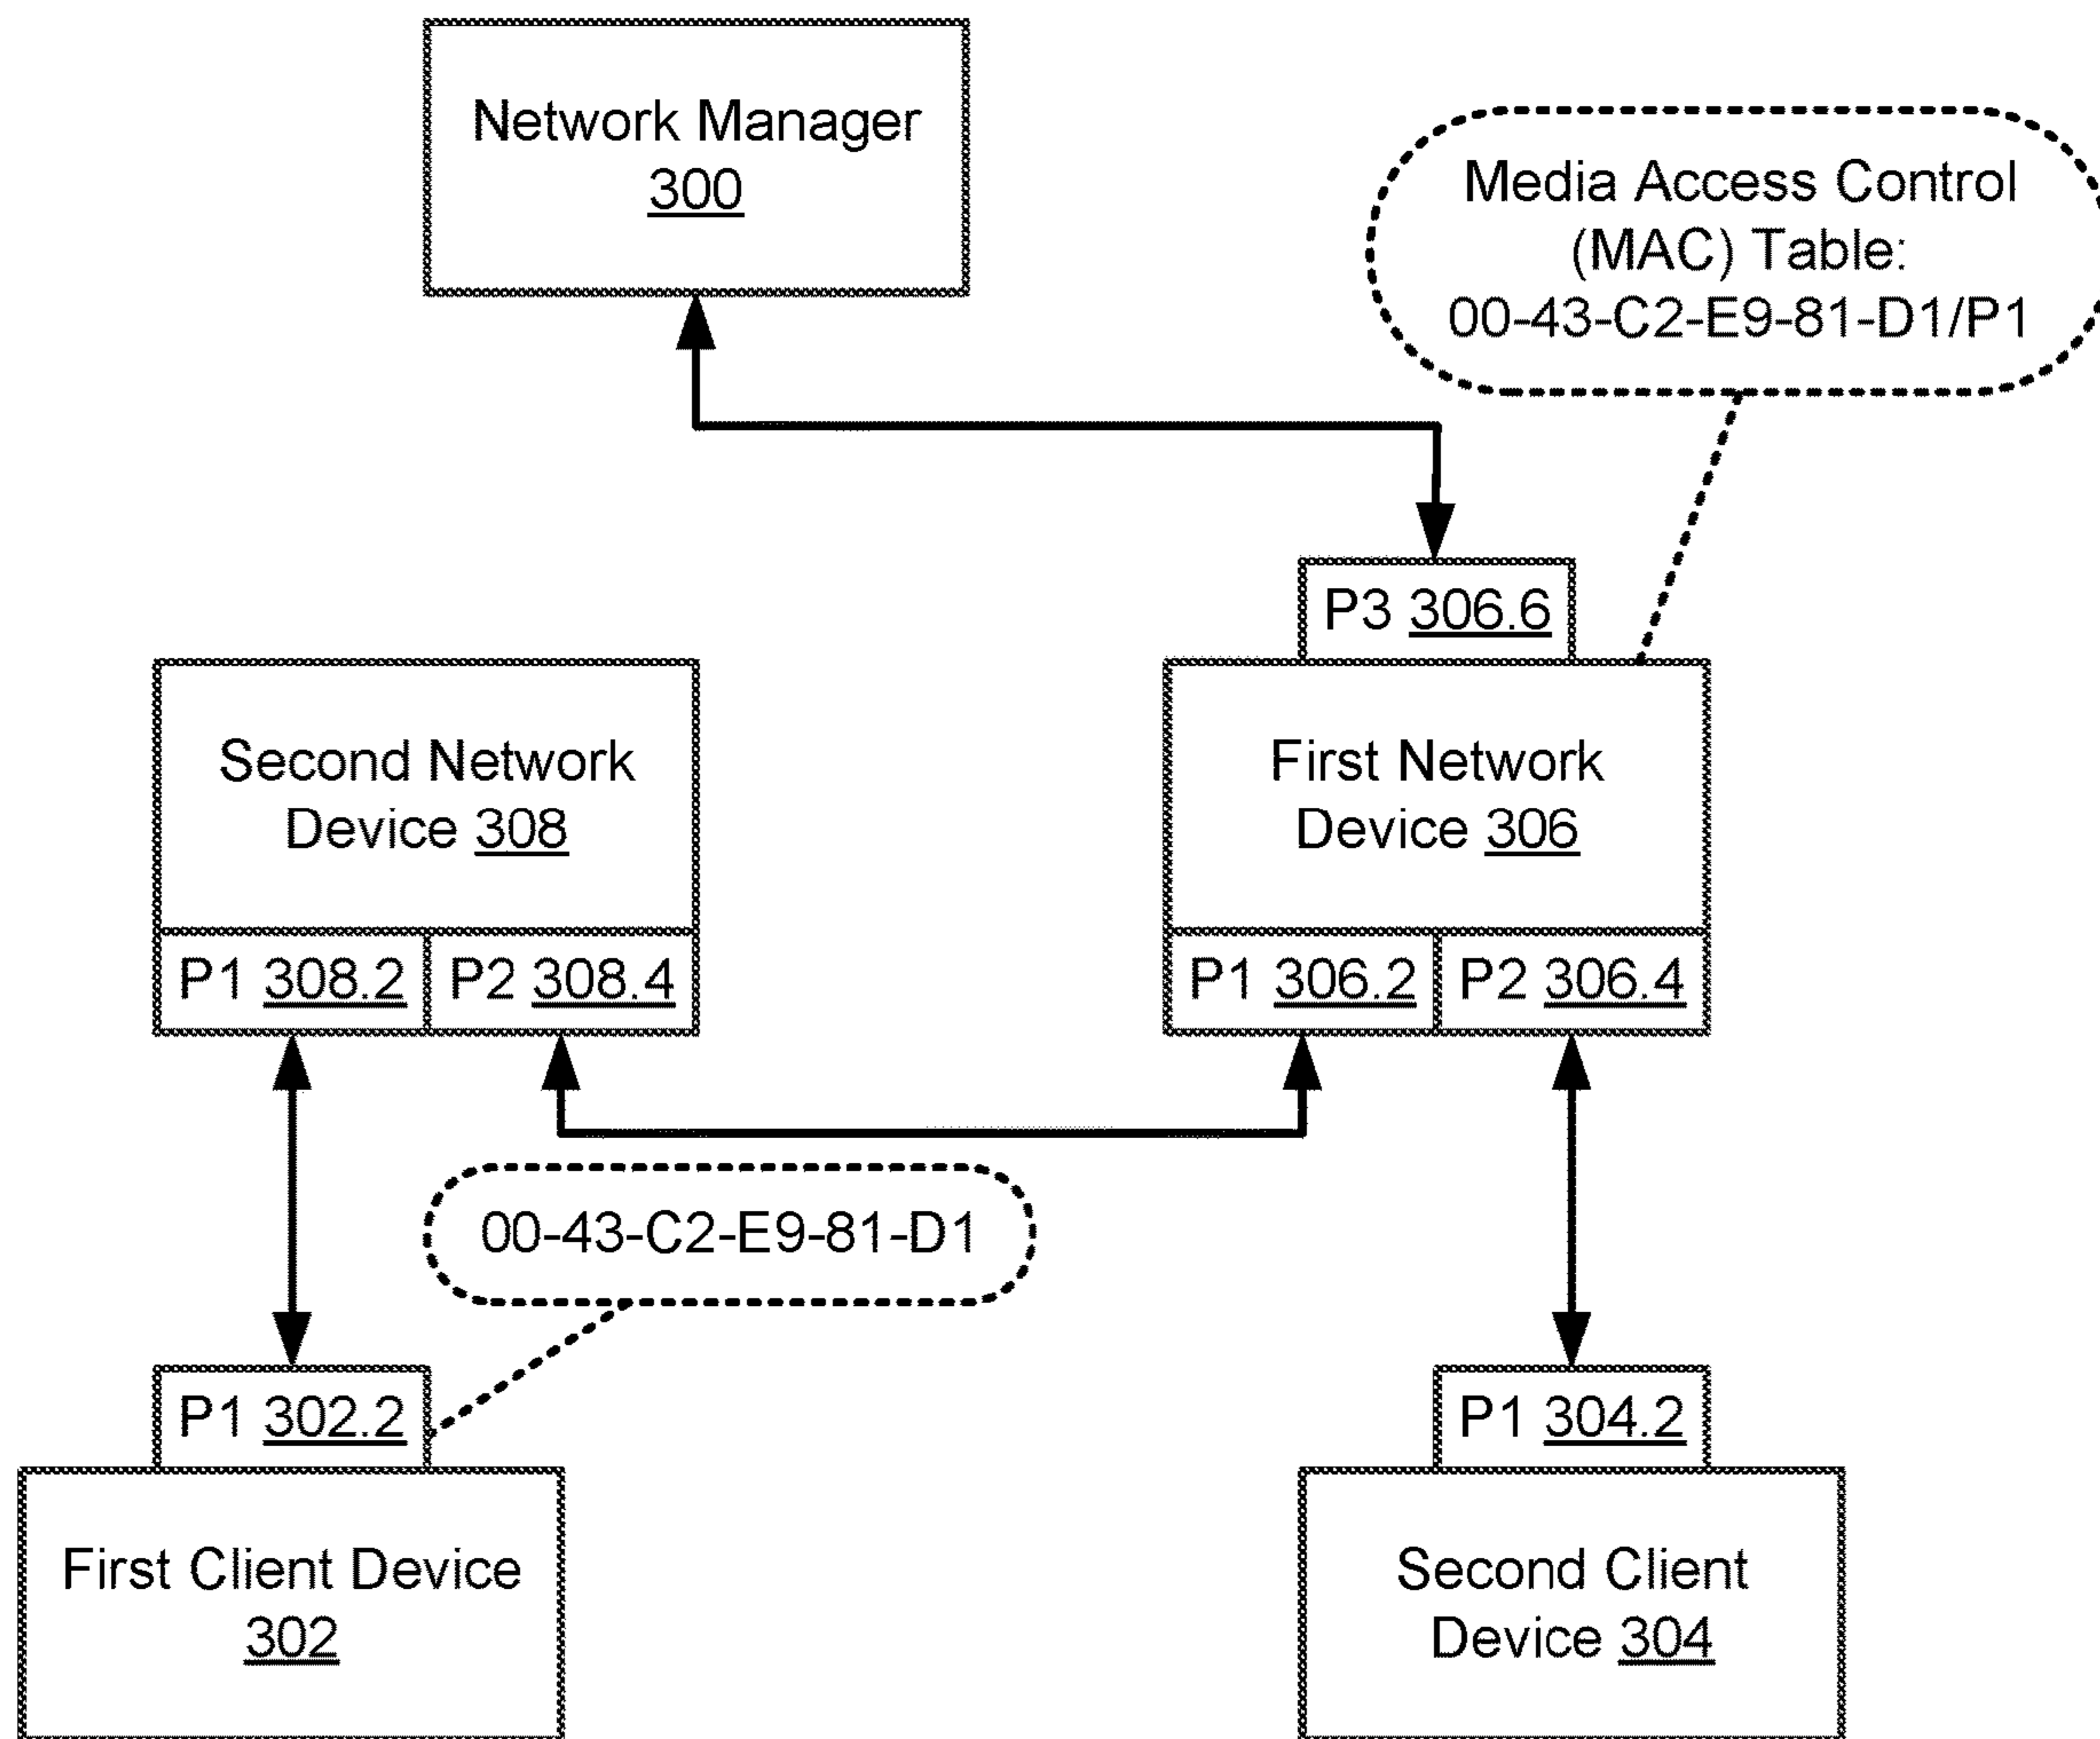 Network Manager
300
Media Access Control
(MAC) Table:
00-43-C2-E9-81-D1/P1
P3 306.6
Second Network
Device 308
First Network
Device 306
P1 308.2
P2 308.4
P1 306.2
P2 306.4
00-43-C2-E9-81-D1
P1 302.2
P1 304.2
First Client Device
302
Second Client
Device 304